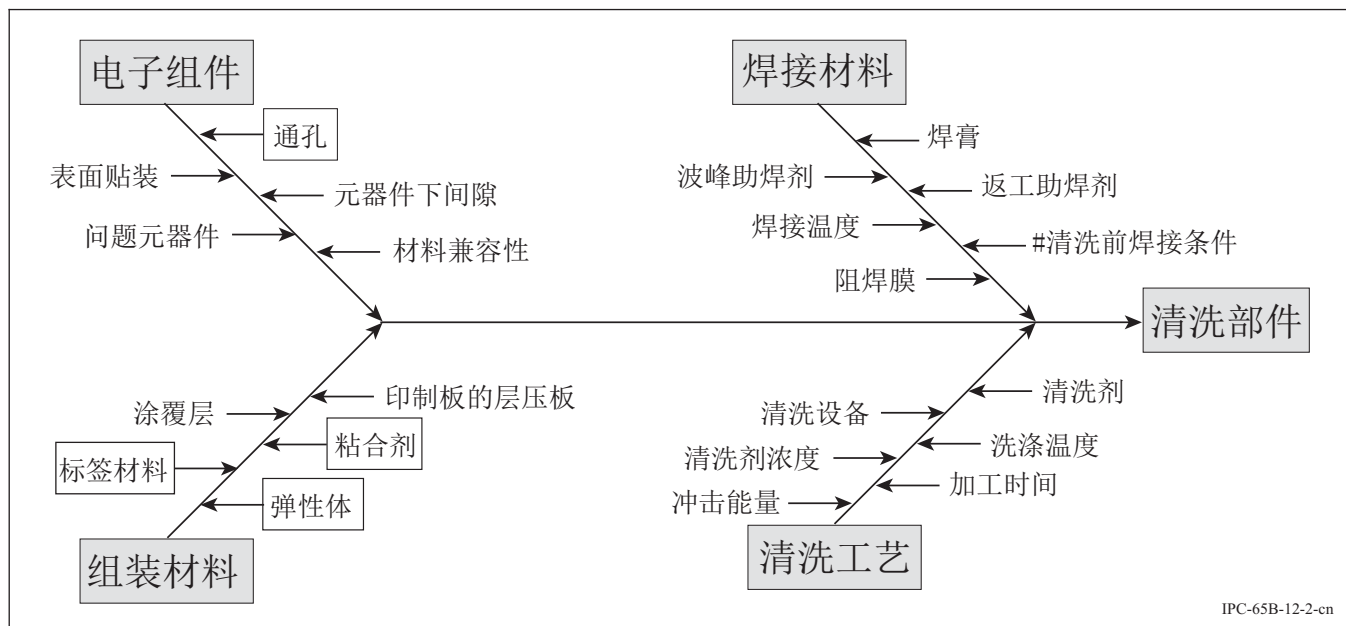 电子组件
通孔
表面贴装
元器件下间隙
问题元器件
材料兼容性
焊接材料
焊膏
波峰助焊剂
返工助焊剂
焊接温度
#清洗前焊接条件
阻焊膜
清洗部件
印制板的层压板
涂覆层
粘合剂
标签材料
弹性体
组装材料
清洗剂
清洗设备
洗涤温度
清洗剂浓度
加工时间
冲击能量
清洗工艺
IPC-65B-12-2-cn